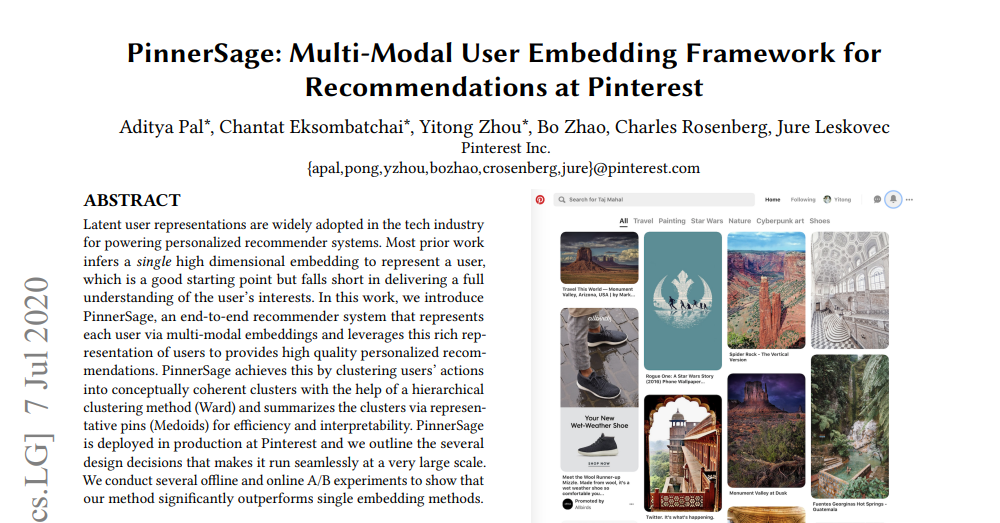 PinnerSage: Multi-Modal User Embedding Framework for
Recommendations at Pinterest
Aditya Pal*, Chantat Eksombatchai*, Yitong Zhou*, Bo Zhao, Charles Rosenberg, Jure Leskovec
Pinterest Inc.
{apal,pong,yzhou,bozhao,crosenberg,jure}@pinterest.com
cs.LG] 7 Jul 2020
ABSTRACT
Latent user representations are widely adopted in the tech industry
for powering personalized recommender systems. Most prior work
infers a single high dimensional embedding to represent a user,
which is a good starting point but falls short in delivering a full
understanding of the user's interests. In this work, we introduce
PinnerSage, an end-to-end recommender system that represents
each user via multi-modal embeddings and leverages this rich rep-
resentation of users to provides high quality personalized recom-
mendations. PinnerSage achieves this by clustering users' actions
into conceptually coherent clusters with the help of a hierarchical
clustering method (Ward) and summarizes the clusters via represen-
tative pins (Medoids) for efficiency and interpretability. PinnerSage
is deployed in production at Pinterest and we outline the several
design decisions that makes it run seamlessly at a very large scale.
We conduct several offline and online A/B experiments to show that
our method significantly outperforms single embedding methods.
Search for Taj Mahal
Home Following Yitong
All Travel Painting Star Wars Nature Cyberpunk art Shoes
Travel This World — Monument
Valley, Arizona, USA | by Mark...
allbirds
Your New
Wet-Weather Shoe
SHOP NOW
Meet the Wool Runner-up
Mizzle. Made from wool, it's a
wet weather shoe so
comfortable you...
Promoted by
Allbirds
Rogue One: A Star Wars Story
(2016) Phone Wallpaper...
Twitter. It's what's happening.
Spider Rock - The Vertical
Version
Monument Valley at Dusk
Fuentes Georginas Hot Springs -
Guatemala